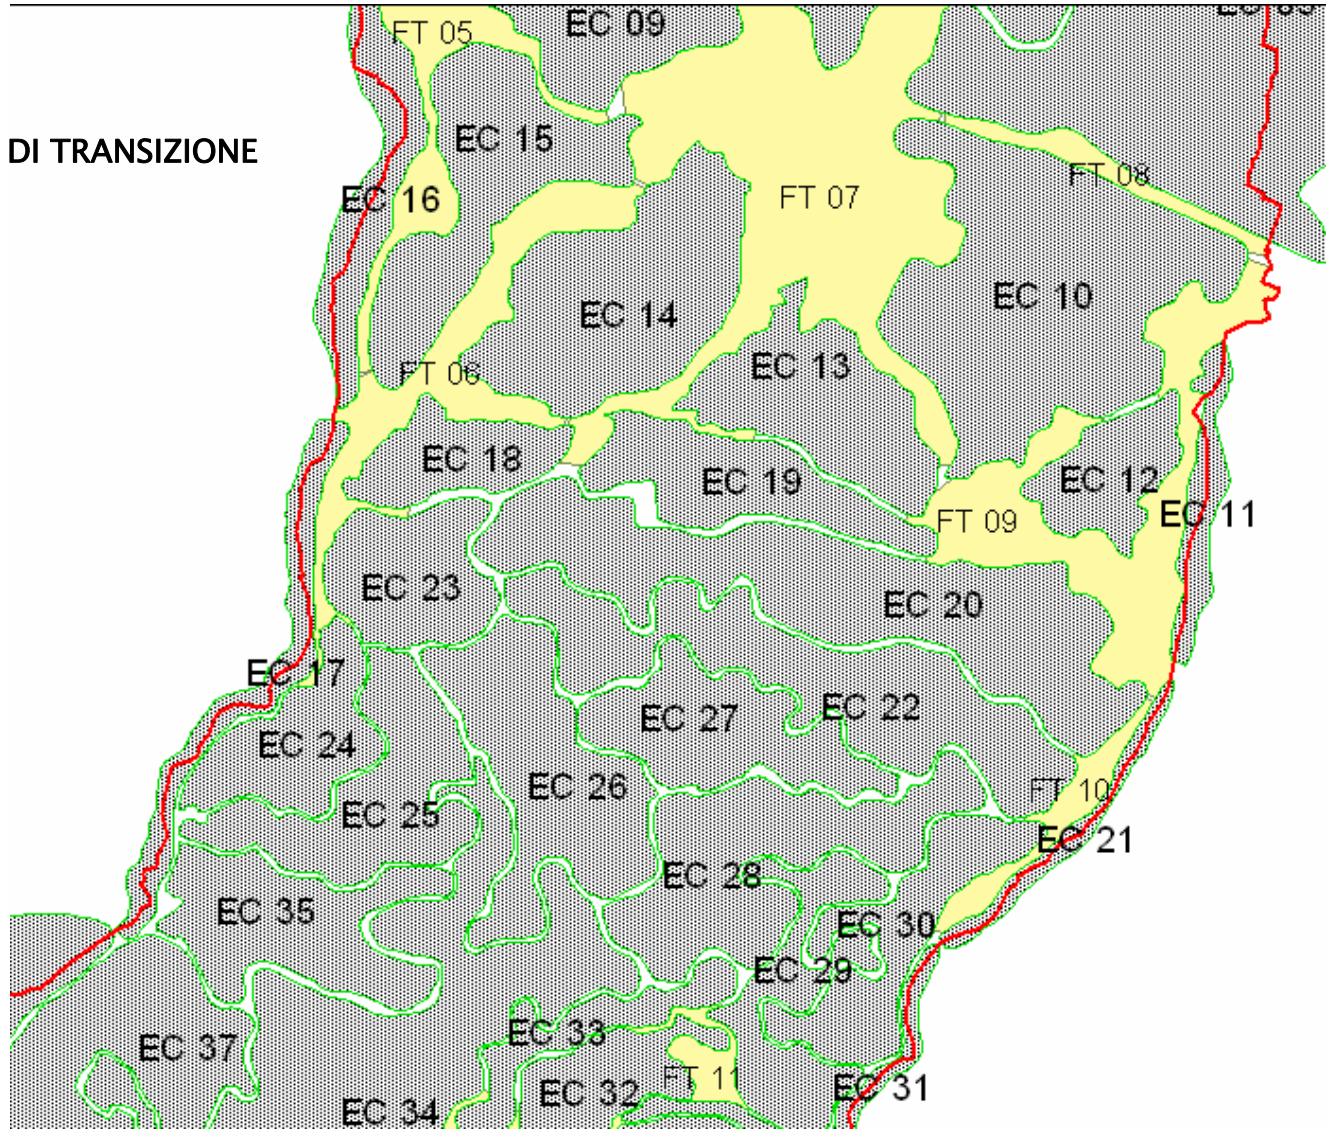 EC 09
FT 05
EC 15
DI TRANSIZIONE
FT 08
EC 16
FT 07
EC 10
EC 14
EC 13
FT 06
EC 18
EC 19
EC 12
EC 11
FT 09
EC 23
EC 20
EC 17
EC 22
EC 27
EC 24
EC 26
FT 10
EC 25
EC 21
EC 28
EC 35
EC 30
EC 29
EC 33
EC 37
FT 11
EC 32
EC 31
EC 34